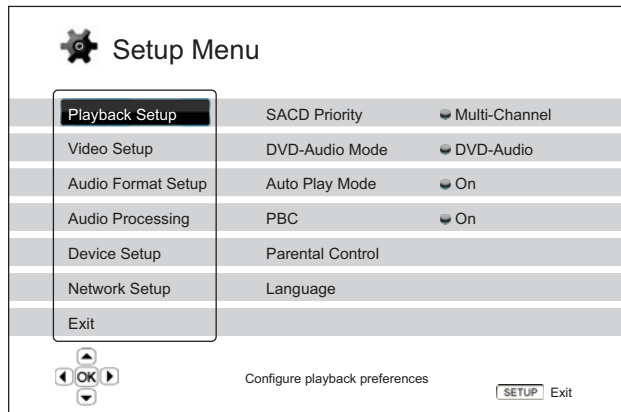 Setup Menu
Playback Setup SACD Priority Multi-Channel
Video Setup DVD-Audio Mode DVD-Audio
Audio Format Setup Auto Play Mode On
Audio Processing PBC On
Device Setup Parental Control
Network Setup Language
Exit
OK Configure playback preferences SETUP Exit